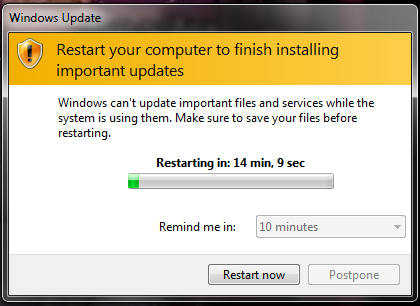 Windows Update
Restart your computer to finish installing
important updates
Windows can't update important files and services while the
system is using them. Make sure to save your files before
restarting.
Restarting in: 14 min, 9 sec
Remind me in: 10 minutes
Restart now Postpone